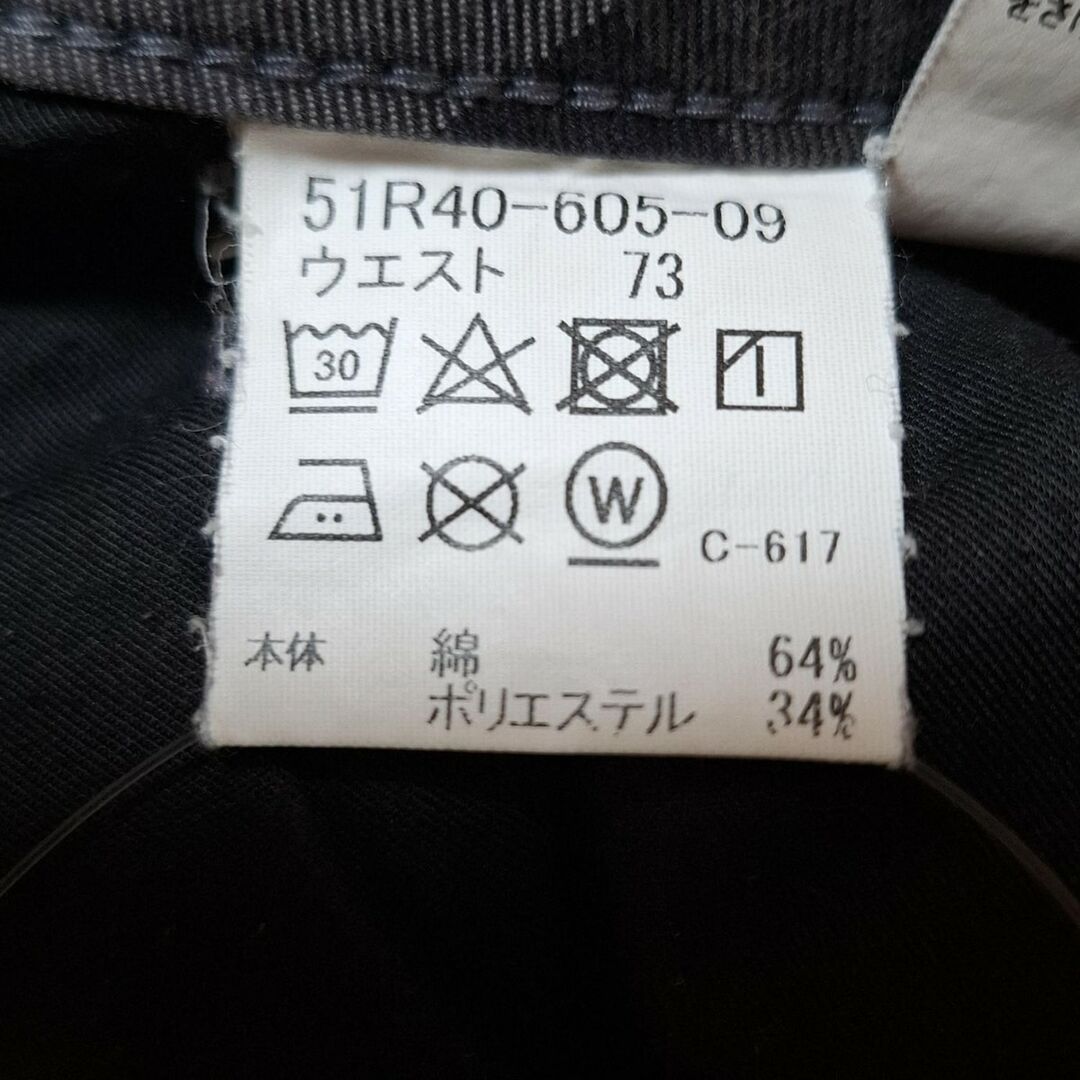 51R40-605-09
ウエスト 73
30
W C-617
本体 綿 64%
ポリエステル 34%